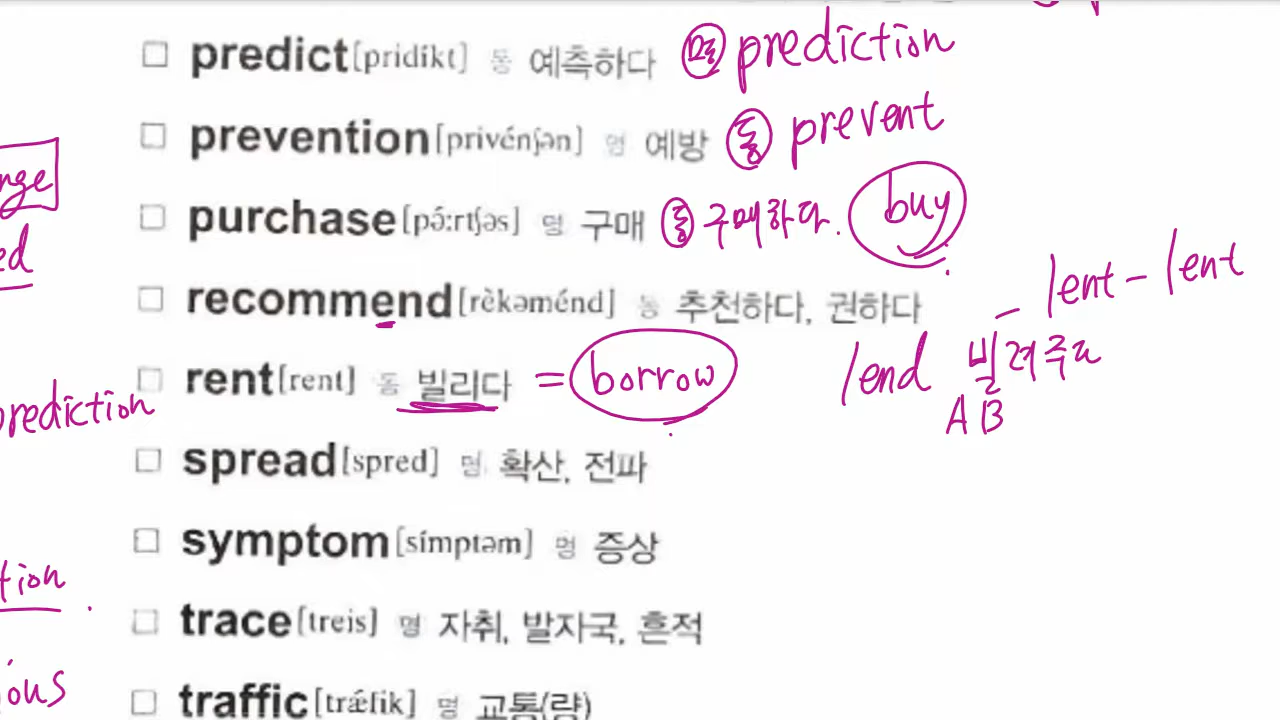 predict[pridíkt] 동 예측하다 명 prediction
prevention[privénʃən] 명 예방 동 prevent
purchase[pə́ːrtʃəs] 명 구매 동 구매하다. buy
recommend[rèkəménd] 동 추천하다, 권하다 - lent - lent
rent[rent] 동 빌리다 = borrow lend 빌려주다
A B
prediction
spread[spred] 명 확산, 전파
symptom[símptəm] 명 증상
trace[treis] 명 자취, 발자국, 흔적
traffic[trǽfik] 명 교통(량)